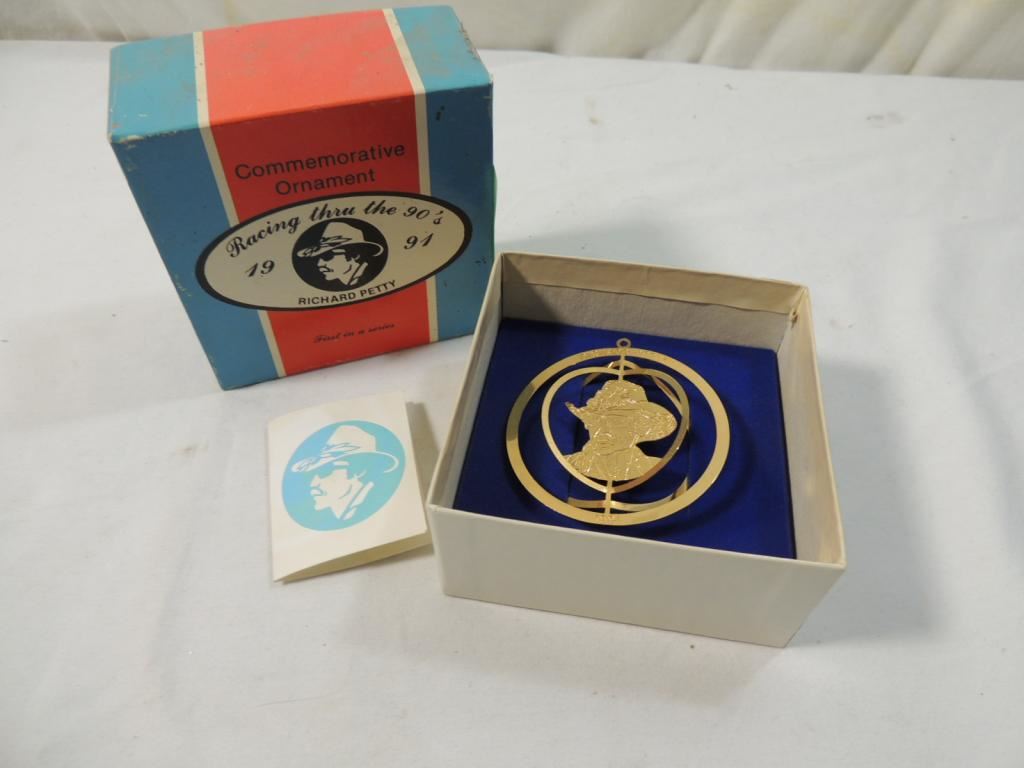 Commemorative
Ornament
Racing thru the 90's
19 91
RICHARD PETTY
First in a series